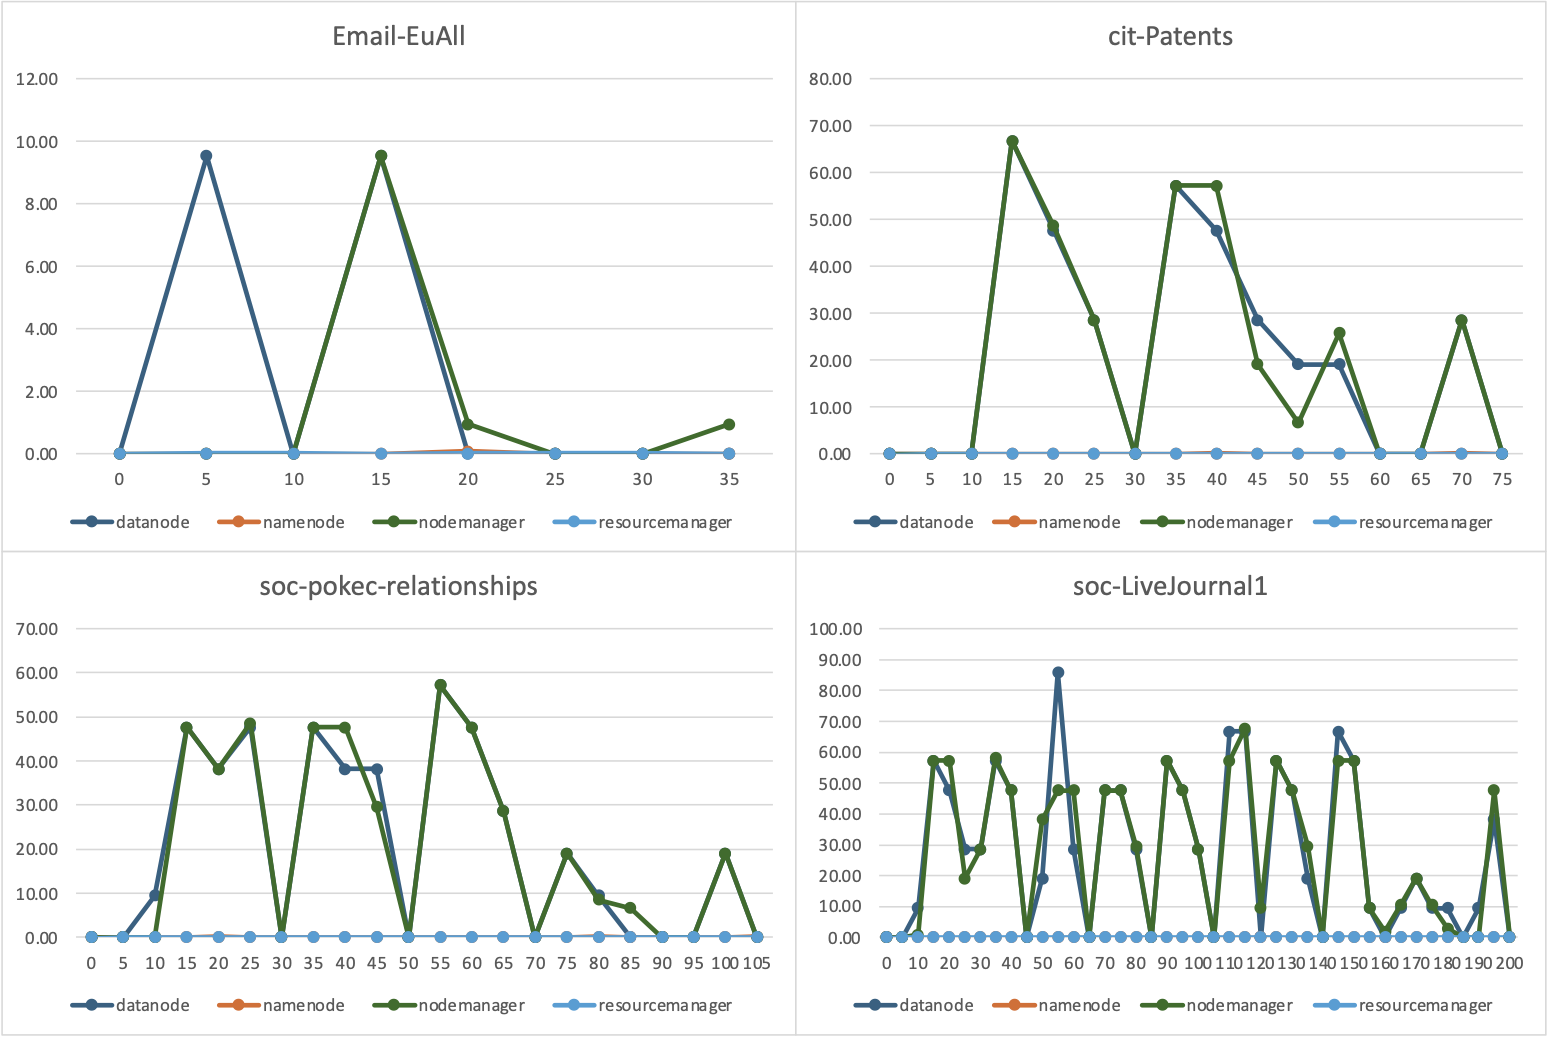 Email-EuAll
12.00
10.00
8.00
6.00
4.00
2.00
0.00
0 5 10 15 20 25 30 35
datanode namenode nodemanager resourcemanager
cit-Patents
80.00
70.00
60.00
50.00
40.00
30.00
20.00
10.00
0.00
0 5 10 15 20 25 30 35 40 45 50 55 60 65 70 75
datanode namenode nodemanager resourcemanager
soc-pokec-relationships
70.00
60.00
50.00
40.00
30.00
20.00
10.00
0.00
0 5 10 15 20 25 30 35 40 45 50 55 60 65 70 75 80 85 90 95 100 105
datanode namenode nodemanager resourcemanager
soc-LiveJournal1
100.00
90.00
80.00
70.00
60.00
50.00
40.00
30.00
20.00
10.00
0.00
0 10 20 30 40 50 60 70 80 90 100 110 120 130 140 150 160 170 180 190 200
datanode namenode nodemanager resourcemanager